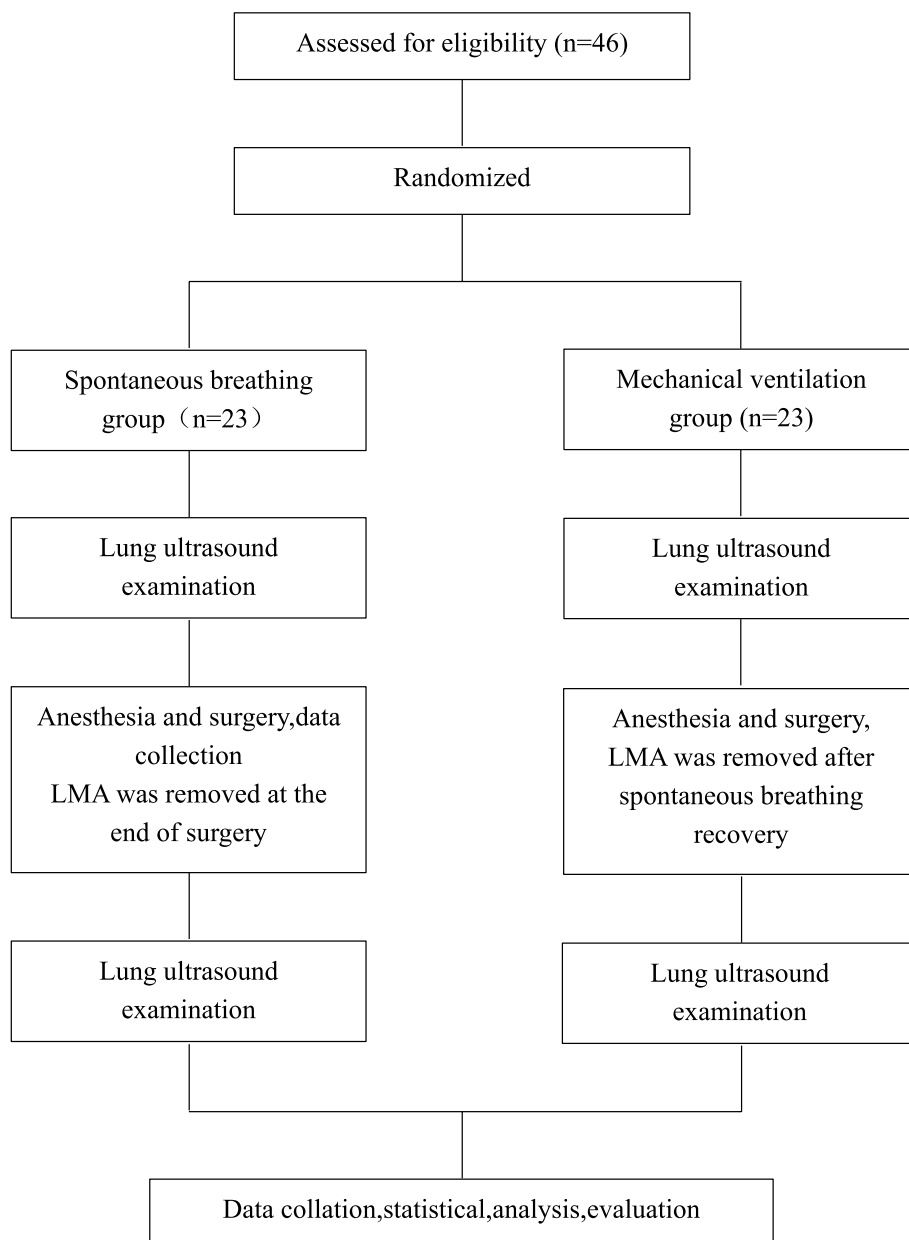 Assessed for eligibility (n=46)
Randomized
Spontaneous breathing
group（n=23）
Mechanical ventilation
group (n=23)
Lung ultrasound
examination
Lung ultrasound
examination
Anesthesia and surgery,data
collection
LMA was removed at the
end of surgery
Anesthesia and surgery,
LMA was removed after
spontaneous breathing
recovery
Lung ultrasound
examination
Lung ultrasound
examination
Data collation,statistical,analysis,evaluation